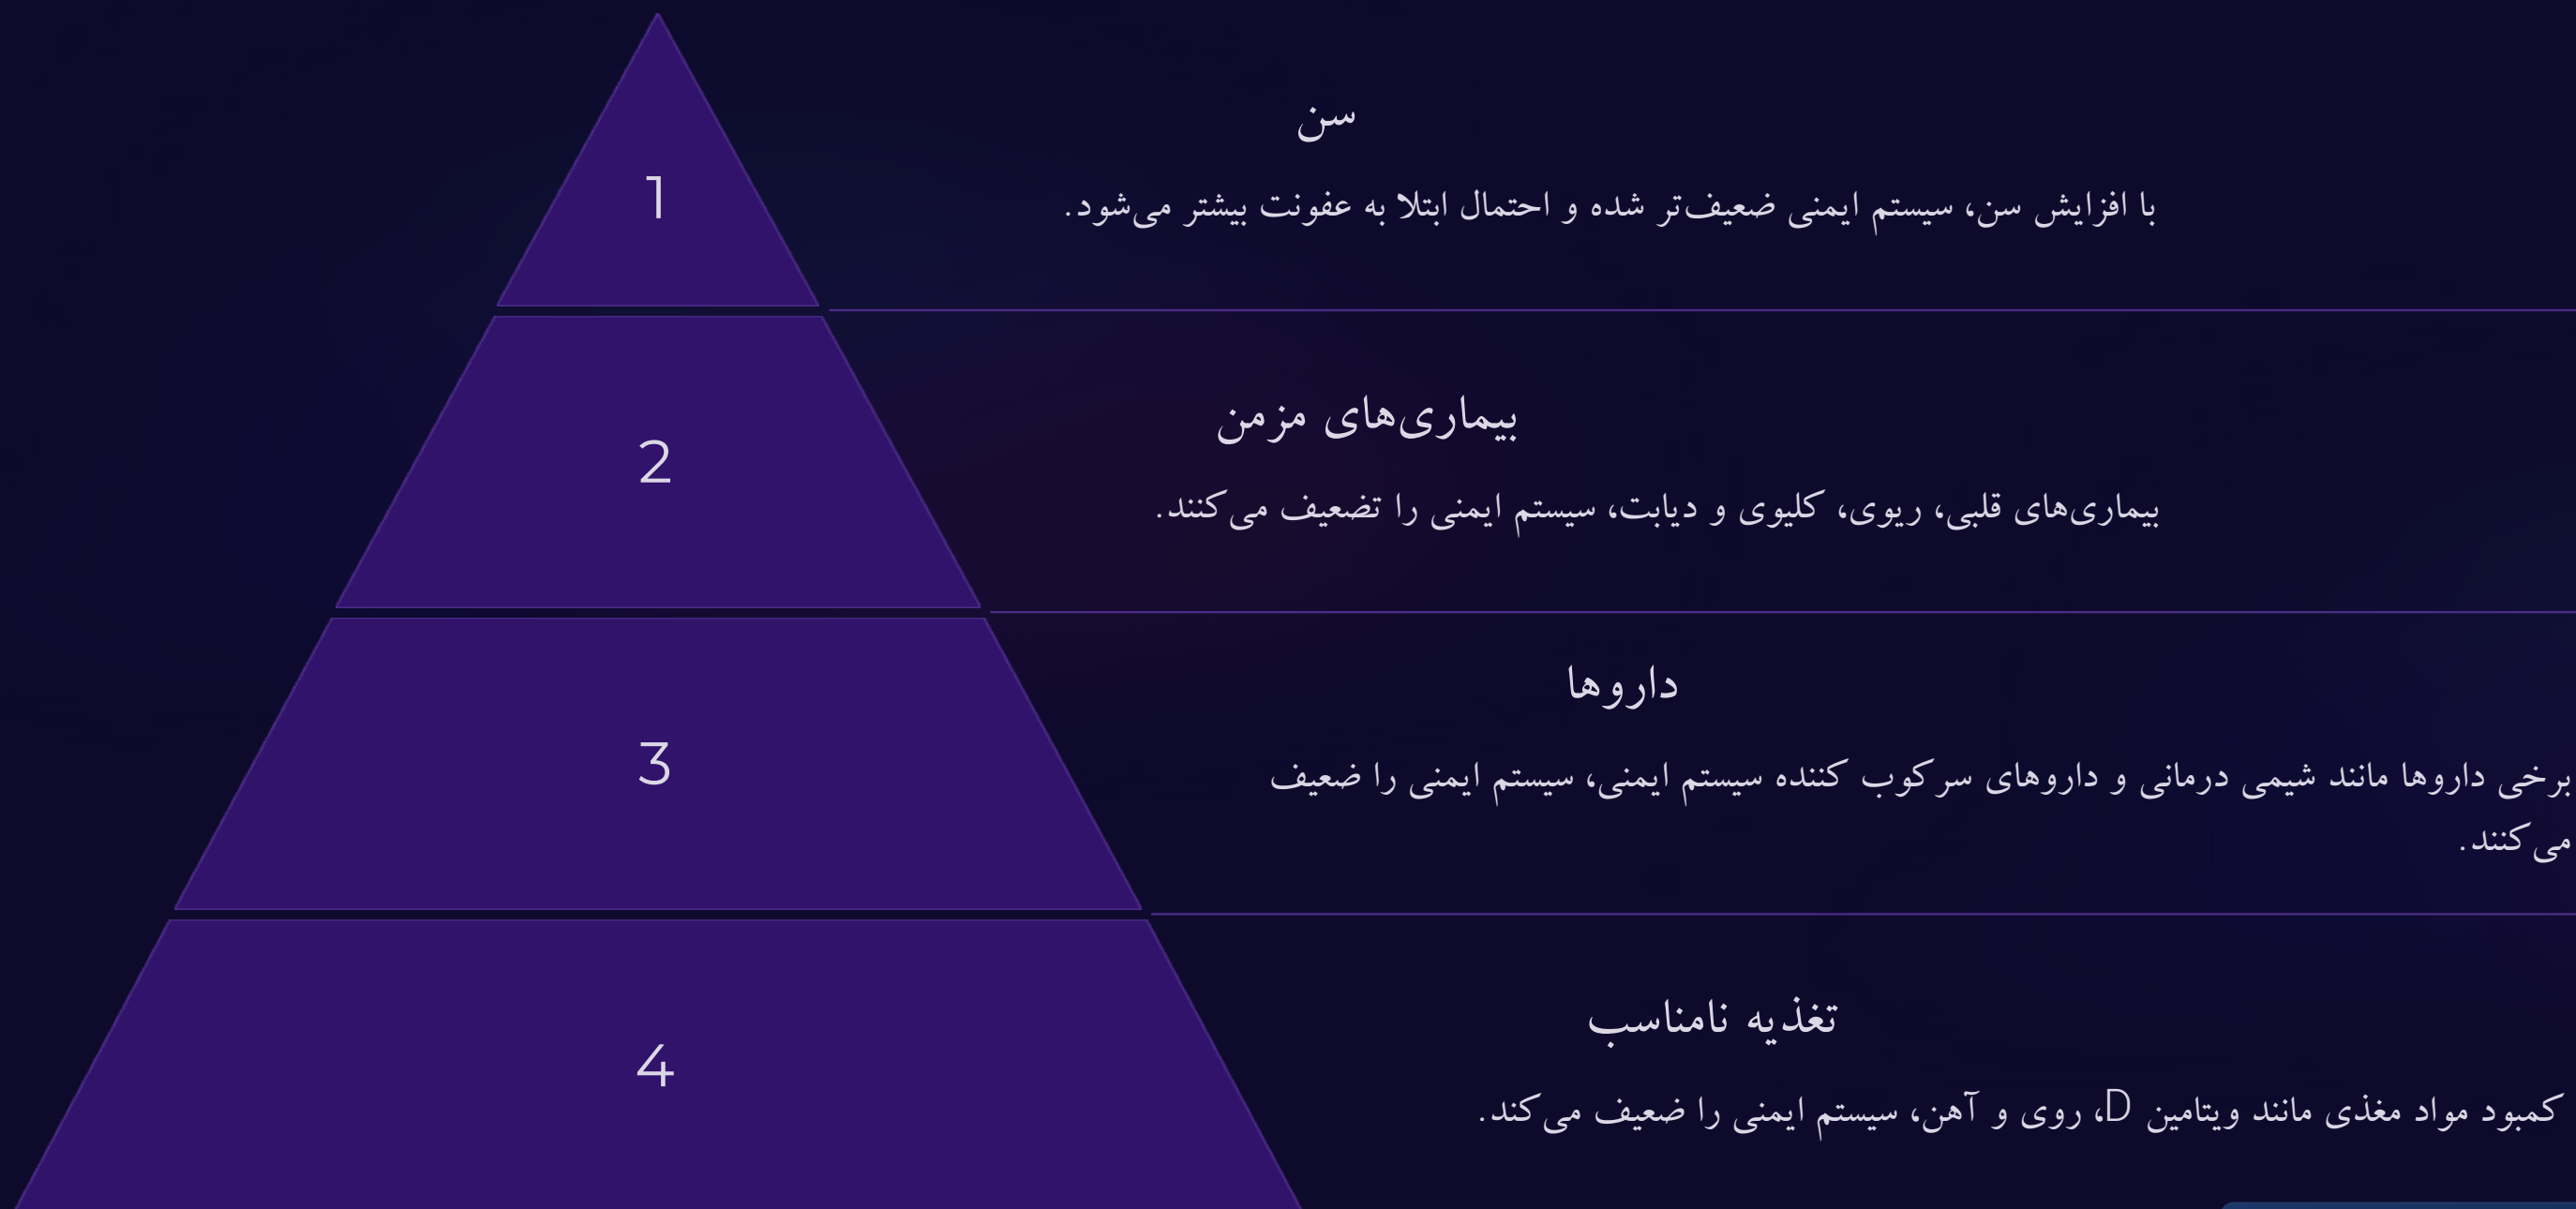 1
سن
با افزایش سن، سیستم ایمنی ضعیف‌تر شده و احتمال ابتلا به عفونت بیشتر می‌شود.
2
بیماری‌های مزمن
بیماری‌های قلبی، ریوی، کلیوی و دیابت، سیستم ایمنی را تضعیف می‌کنند.
3
داروها
برخی داروها مانند شیمی درمانی و داروهای سرکوب کننده سیستم ایمنی، سیستم ایمنی را ضعیف
می‌کنند.
4
تغذیه نامناسب
کمبود مواد مغذی مانند ویتامین D، روی و آهن، سیستم ایمنی را ضعیف می‌کند.